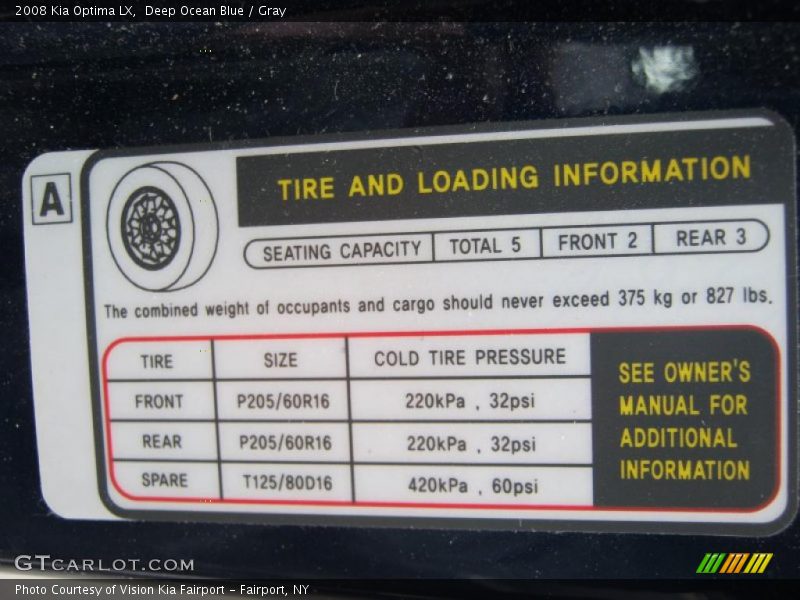 2008 Kia Optima LX, Deep Ocean Blue / Gray
A
TIRE AND LOADING INFORMATION
SEATING CAPACITY TOTAL 5 FRONT 2 REAR 3
The combined weight of occupants and cargo should never exceed 375 kg or 827 lbs.
TIRE SIZE COLD TIRE PRESSURE
FRONT P205/60R16 220kPa , 32psi
REAR P205/60R16 220kPa , 32psi
SPARE T125/80D16 420kPa , 60psi
SEE OWNER'S
MANUAL FOR
ADDITIONAL
INFORMATION
GTCARLOT.COM
Photo Courtesy of Vision Kia Fairport - Fairport, NY